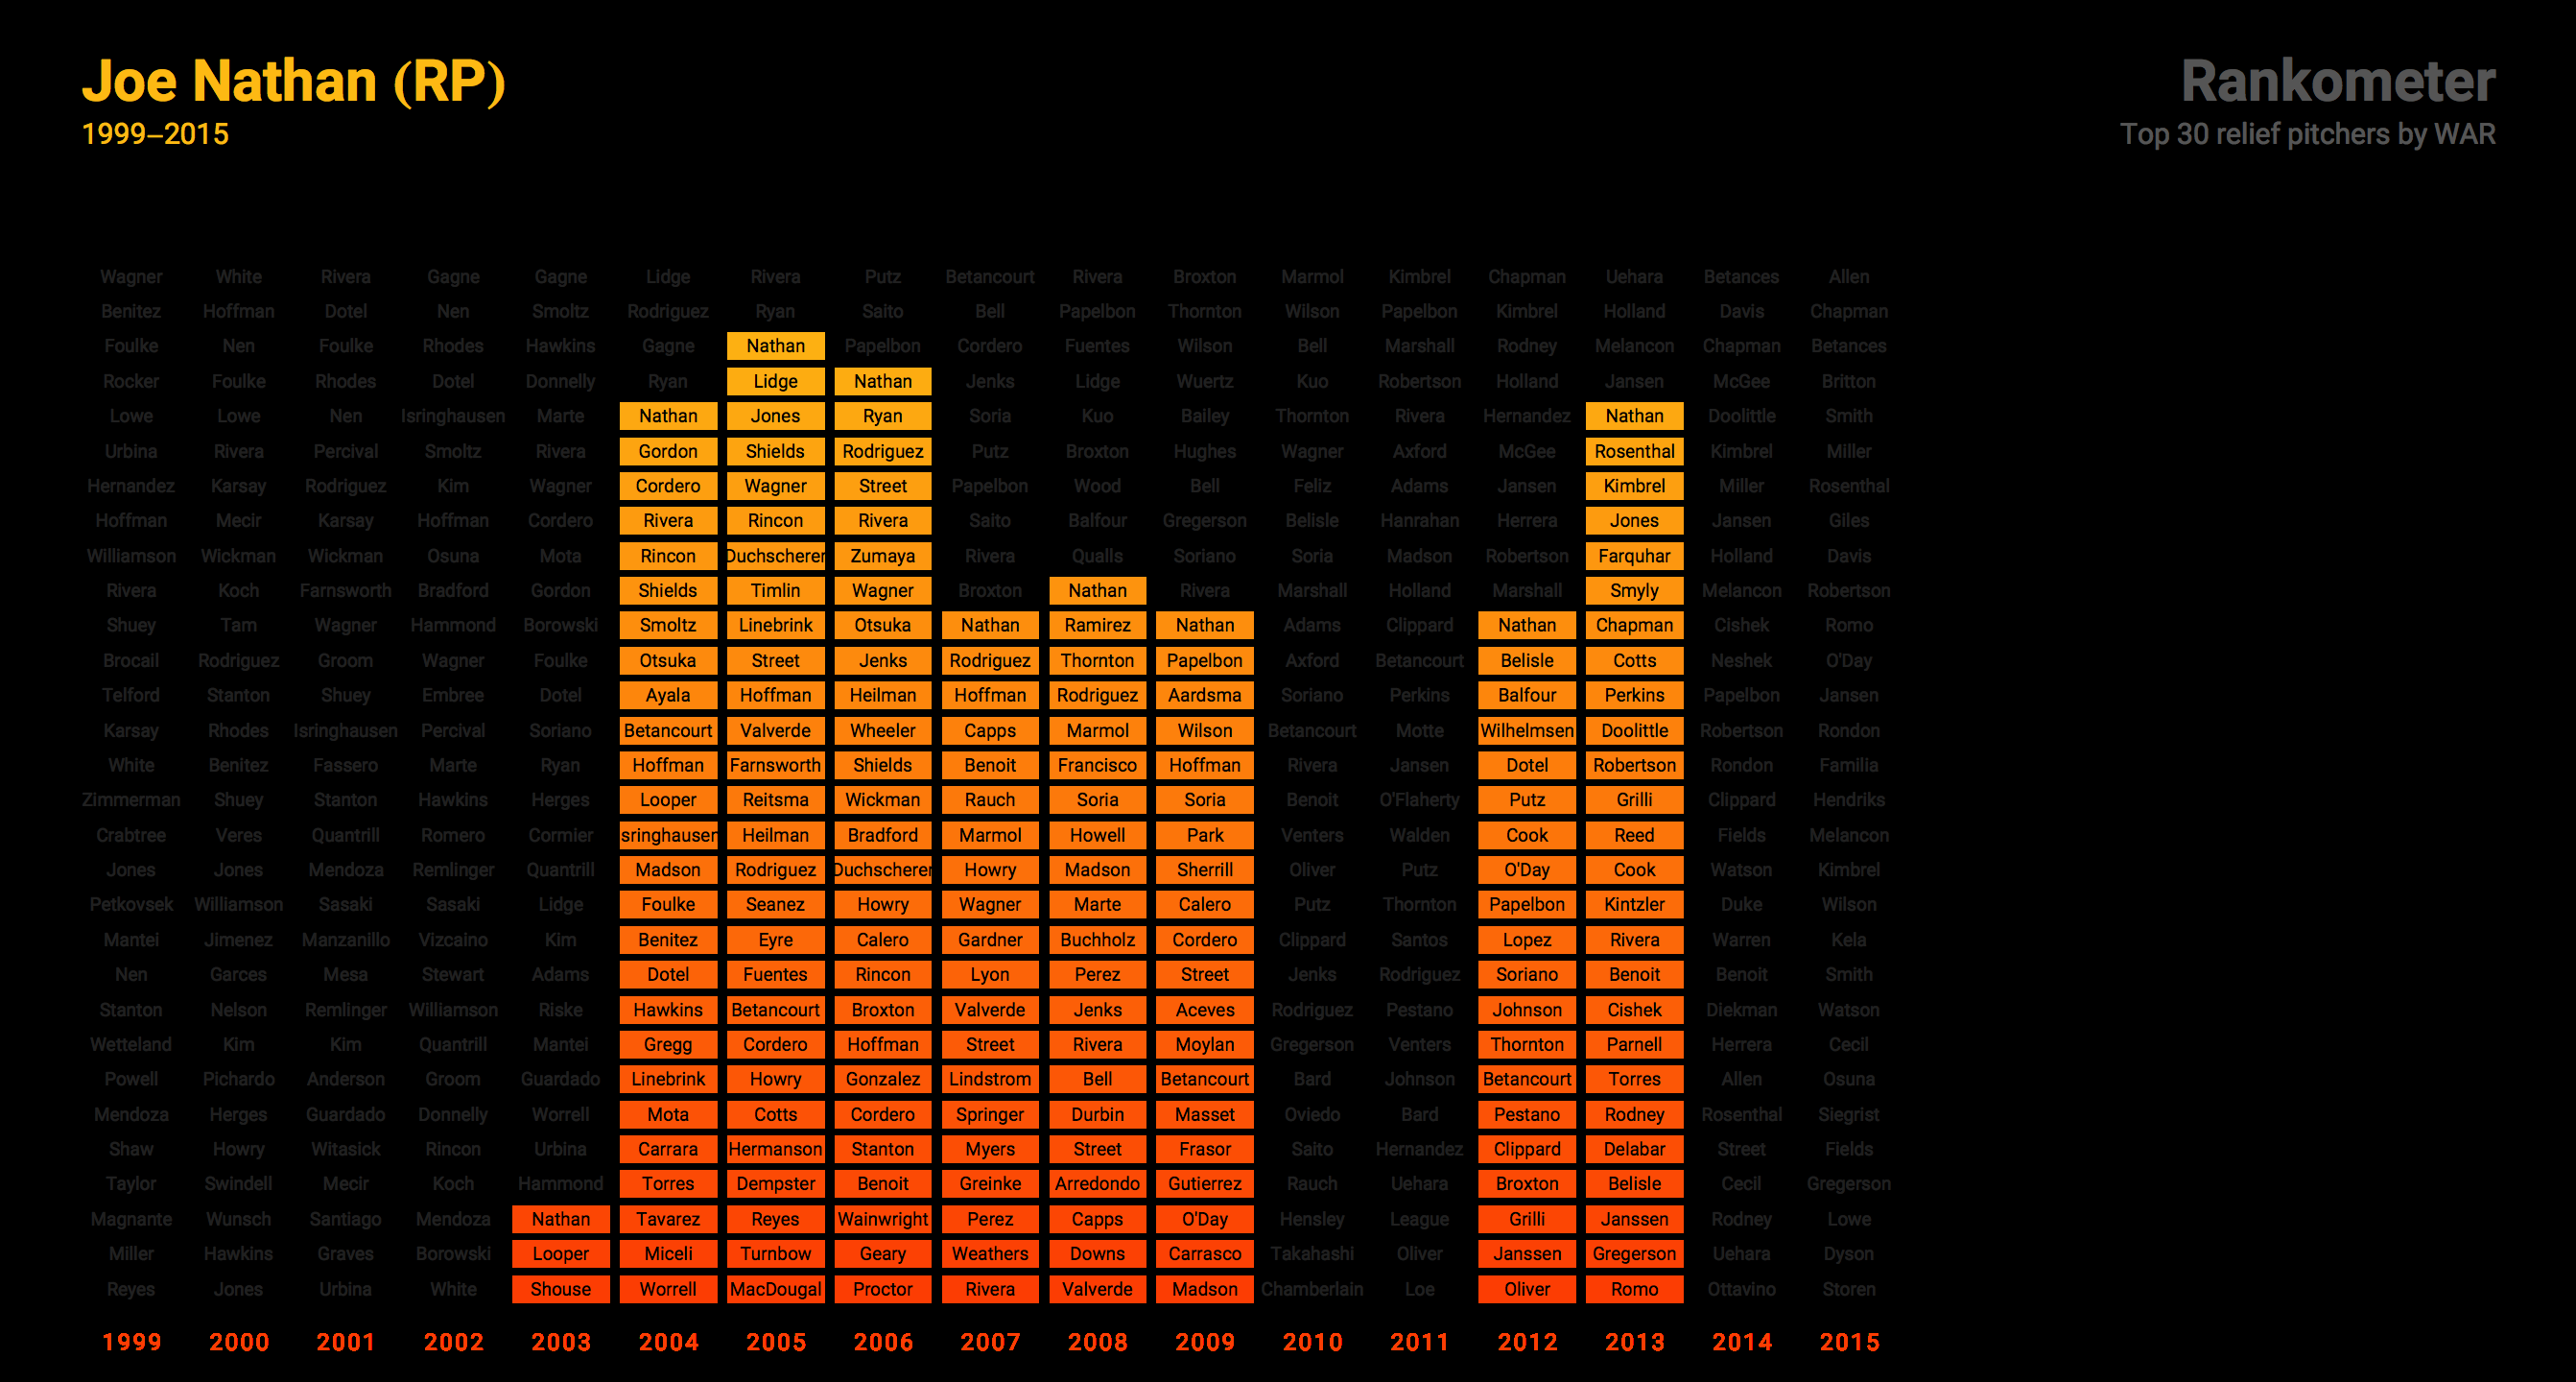 Joe Nathan (RP)
1999–2015
Rankometer
Top 30 relief pitchers by WAR
Wagner White Rivera Gagne Gagne Lidge Rivera Putz Betancourt Rivera Broxton Marmol Kimbrel Chapman Uehara Betances Allen
Benitez Hoffman Dotel Nen Smoltz Rodriguez Ryan Saito Bell Papelbon Thornton Wilson Papelbon Kimbrel Holland Davis Chapman
Foulke Nen Foulke Rhodes Hawkins Gagne Nathan Papelbon Cordero Fuentes Wilson Bell Marshall Rodney Melancon Chapman Betances
Rocker Foulke Rhodes Dotel Donnelly Ryan Lidge Nathan Jenks Lidge Wuertz Kuo Robertson Holland Jansen McGee Britton
Lowe Lowe Nen Isringhausen Marte Nathan Jones Ryan Soria Kuo Bailey Thornton Rivera Hernandez Nathan Doolittle Smith
Urbina Rivera Percival Smoltz Rivera Gordon Shields Rodriguez Putz Broxton Hughes Wagner Axford McGee Rosenthal Kimbrel Miller
Hernandez Karsay Rodriguez Kim Wagner Cordero Wagner Street Papelbon Wood Bell Feliz Adams Jansen Kimbrel Miller Rosenthal
Hoffman Mecir Karsay Hoffman Cordero Rivera Rincon Rivera Saito Balfour Gregerson Belisle Hanrahan Herrera Jones Jansen Giles
Williamson Wickman Wickman Osuna Mota Rincon Duchscherer Zumaya Rivera Qualls Soriano Soria Madson Robertson Farquhar Holland Davis
Rivera Koch Farnsworth Bradford Gordon Shields Timlin Wagner Broxton Nathan Rivera Marshall Holland Marshall Smyly Melancon Robertson
Shuey Tam Wagner Hammond Borowski Smoltz Linebrink Otsuka Nathan Ramirez Nathan Adams Clippard Nathan Chapman Cishek Romo
Brocail Rodriguez Groom Wagner Foulke Otsuka Street Jenks Rodriguez Thornton Papelbon Axford Betancourt Belisle Cotts Neshek O'Day
Telford Stanton Shuey Embree Dotel Ayala Hoffman Heilman Hoffman Rodriguez Aardsma Soriano Perkins Balfour Perkins Papelbon Jansen
Karsay Rhodes Isringhausen Percival Soriano Betancourt Valverde Wheeler Capps Marmol Wilson Betancourt Motte Wilhelmsen Doolittle Robertson Rondon
White Benitez Fassero Marte Ryan Hoffman Farnsworth Shields Benoit Francisco Hoffman Rivera Jansen Dotel Robertson Rondon Familia
Zimmerman Shuey Stanton Hawkins Herges Looper Reitsma Wickman Rauch Soria Soria Benoit O'Flaherty Putz Grilli Clippard Hendriks
Crabtree Veres Quantrill Romero Cormier sringhausen Heilman Bradford Marmol Howell Park Venters Walden Cook Reed Fields Melancon
Jones Jones Mendoza Remlinger Quantrill Madson Rodriguez Duchscherer Howry Madson Sherrill Oliver Putz O'Day Cook Watson Kimbrel
Petkovsek Williamson Sasaki Sasaki Lidge Foulke Seanez Howry Wagner Marte Calero Putz Thornton Papelbon Kintzler Duke Wilson
Mantei Jimenez Manzanillo Vizcaino Kim Benitez Eyre Calero Gardner Buchholz Cordero Clippard Santos Lopez Rivera Warren Kela
Nen Garces Mesa Stewart Adams Dotel Fuentes Rincon Lyon Perez Street Jenks Rodriguez Soriano Benoit Benoit Smith
Stanton Nelson Remlinger Williamson Riske Hawkins Betancourt Broxton Valverde Jenks Aceves Rodriguez Pestano Johnson Cishek Diekman Watson
Wetteland Kim Kim Quantrill Mantei Gregg Cordero Hoffman Street Rivera Moylan Gregerson Venters Thornton Parnell Herrera Cecil
Powell Pichardo Anderson Groom Guardado Linebrink Howry Gonzalez Lindstrom Bell Betancourt Bard Johnson Betancourt Torres Allen Osuna
Mendoza Herges Guardado Donnelly Worrell Mota Cotts Cordero Springer Durbin Masset Oviedo Bard Pestano Rodney Rosenthal Siegrist
Shaw Howry Witasick Rincon Urbina Carrara Hermanson Stanton Myers Street Frasor Saito Hernandez Clippard Delabar Street Fields
Taylor Swindell Mecir Koch Hammond Torres Dempster Benoit Greinke Arredondo Gutierrez Rauch Uehara Broxton Belisle Cecil Gregerson
Magnante Wunsch Santiago Mendoza Nathan Tavarez Reyes Wainwright Perez Capps O'Day Hensley League Grilli Janssen Rodney Lowe
Miller Hawkins Graves Borowski Looper Miceli Turnbow Geary Weathers Downs Carrasco Takahashi Oliver Janssen Gregerson Uehara Dyson
Reyes Jones Urbina White Shouse Worrell MacDougal Proctor Rivera Valverde Madson Chamberlain Loe Oliver Romo Ottavino Storen
1999 2000 2001 2002 2003 2004 2005 2006 2007 2008 2009 2010 2011 2012 2013 2014 2015